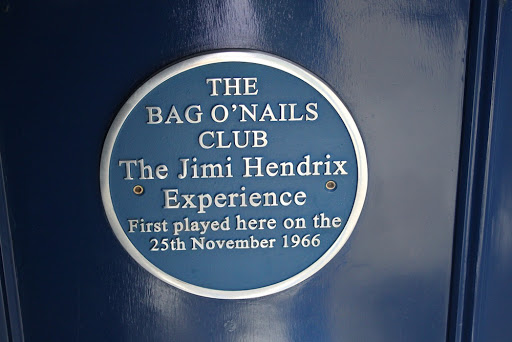 THE
BAG O'NAILS
CLUB
The Jimi Hendrix
Experience
First played here on the
25th November 1966